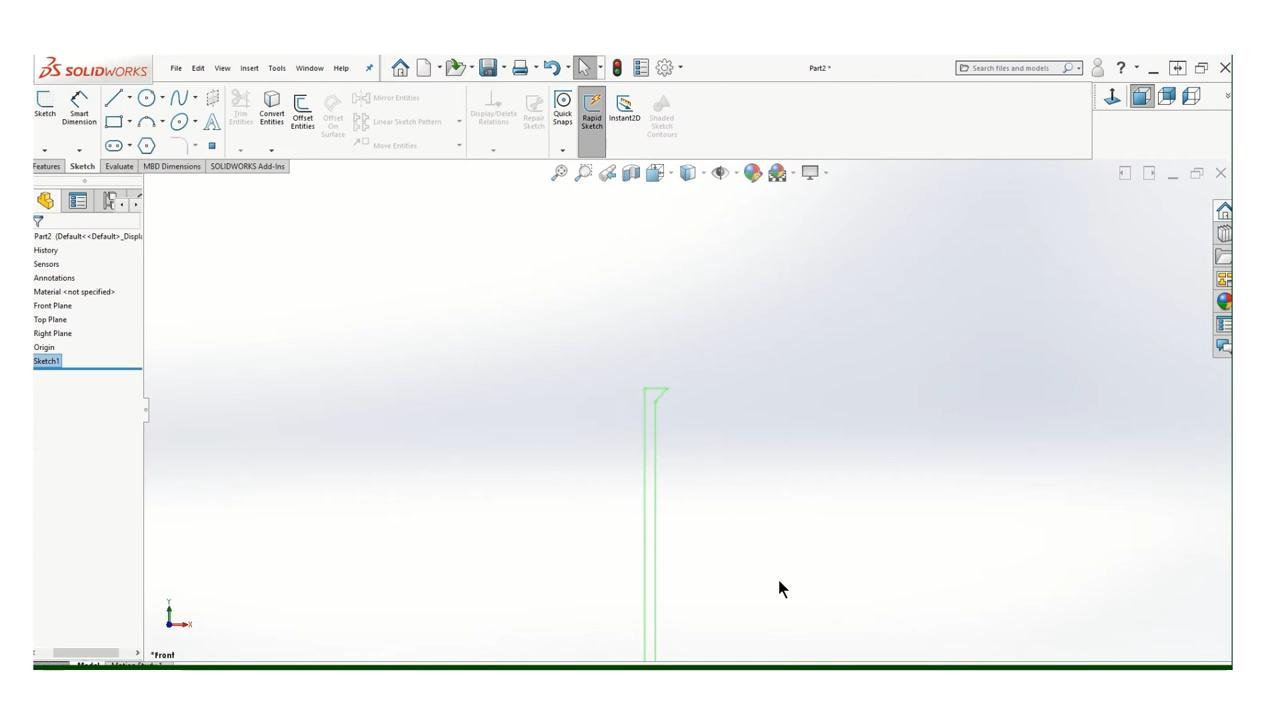 SOLIDWORKS File Edit View Insert Tools Window Help Part2 * Search files and models ?
Sketch Smart Dimension Trim Entities Convert Entities Offset Entities Offset On Surface Mirror Entities Linear Sketch Pattern Move Entities Display/Delete Relations Repair Sketch Quick Snaps Rapid Sketch Instant2D Shaded Sketch Contours
Features Sketch Evaluate MBD Dimensions SOLIDWORKS Add-Ins
Part2 (Default<<Default>_Displa
History
Sensors
Annotations
Material <not specified>
Front Plane
Top Plane
Right Plane
Origin
Sketch1
Y
X
*Front